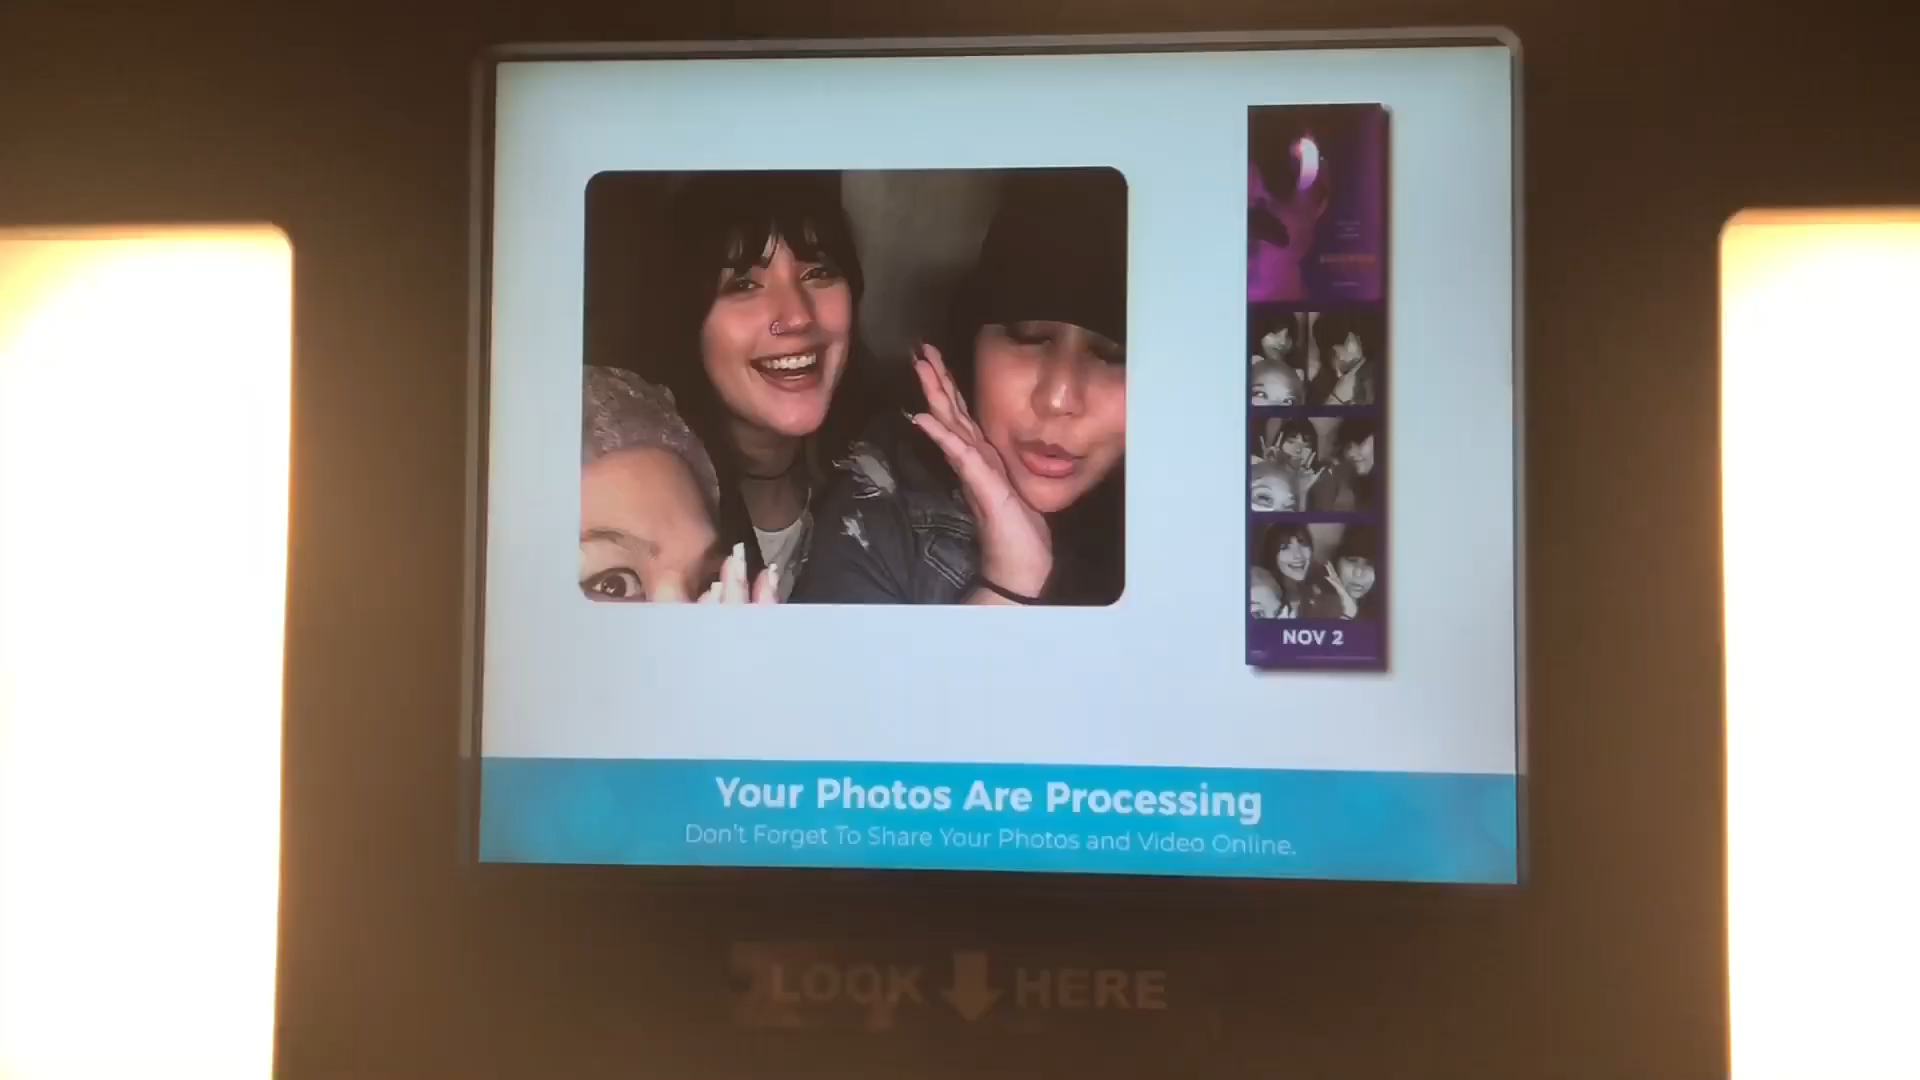 NOV 2
Your Photos Are Processing
Don't Forget To Share Your Photos and Video Online.
LOOK HERE